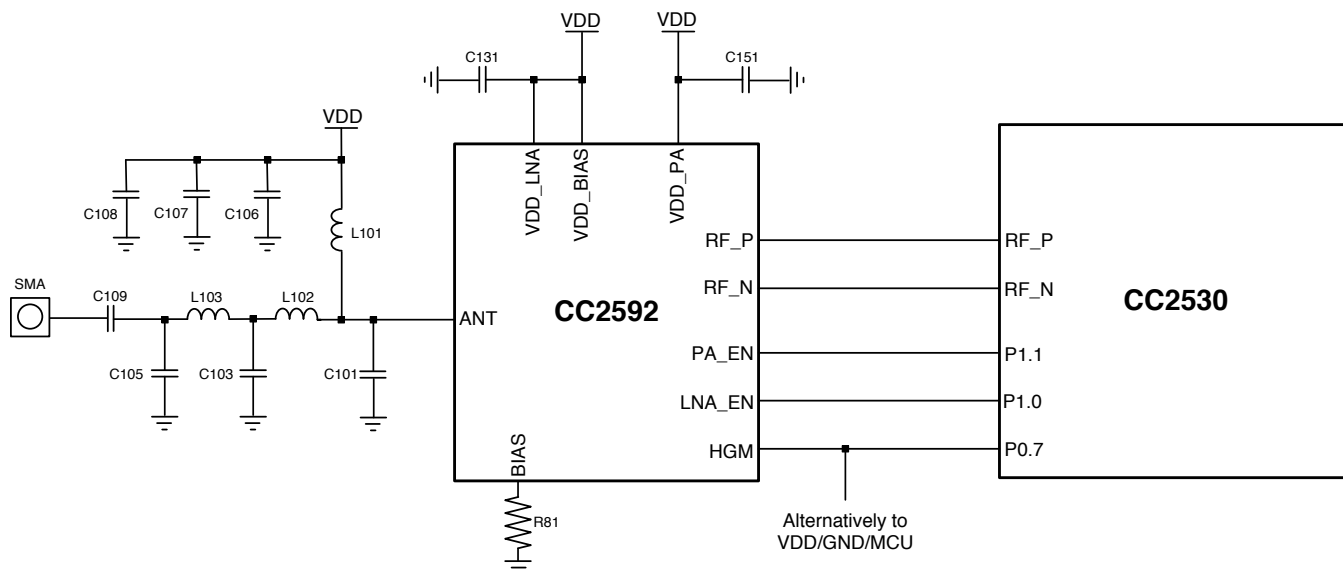 VDD
VDD
C131
C151
VDD
VDD_LNA
VDD_BIAS
VDD_PA
C108
C107
C106
L101
RF_P
RF_P
SMA
C109
L103
L102
RF_N
RF_N
ANT
CC2592
CC2530
C105
C103
C101
PA_EN
P1.1
LNA_EN
P1.0
BIAS
HGM
P0.7
R81
Alternatively to
VDD/GND/MCU